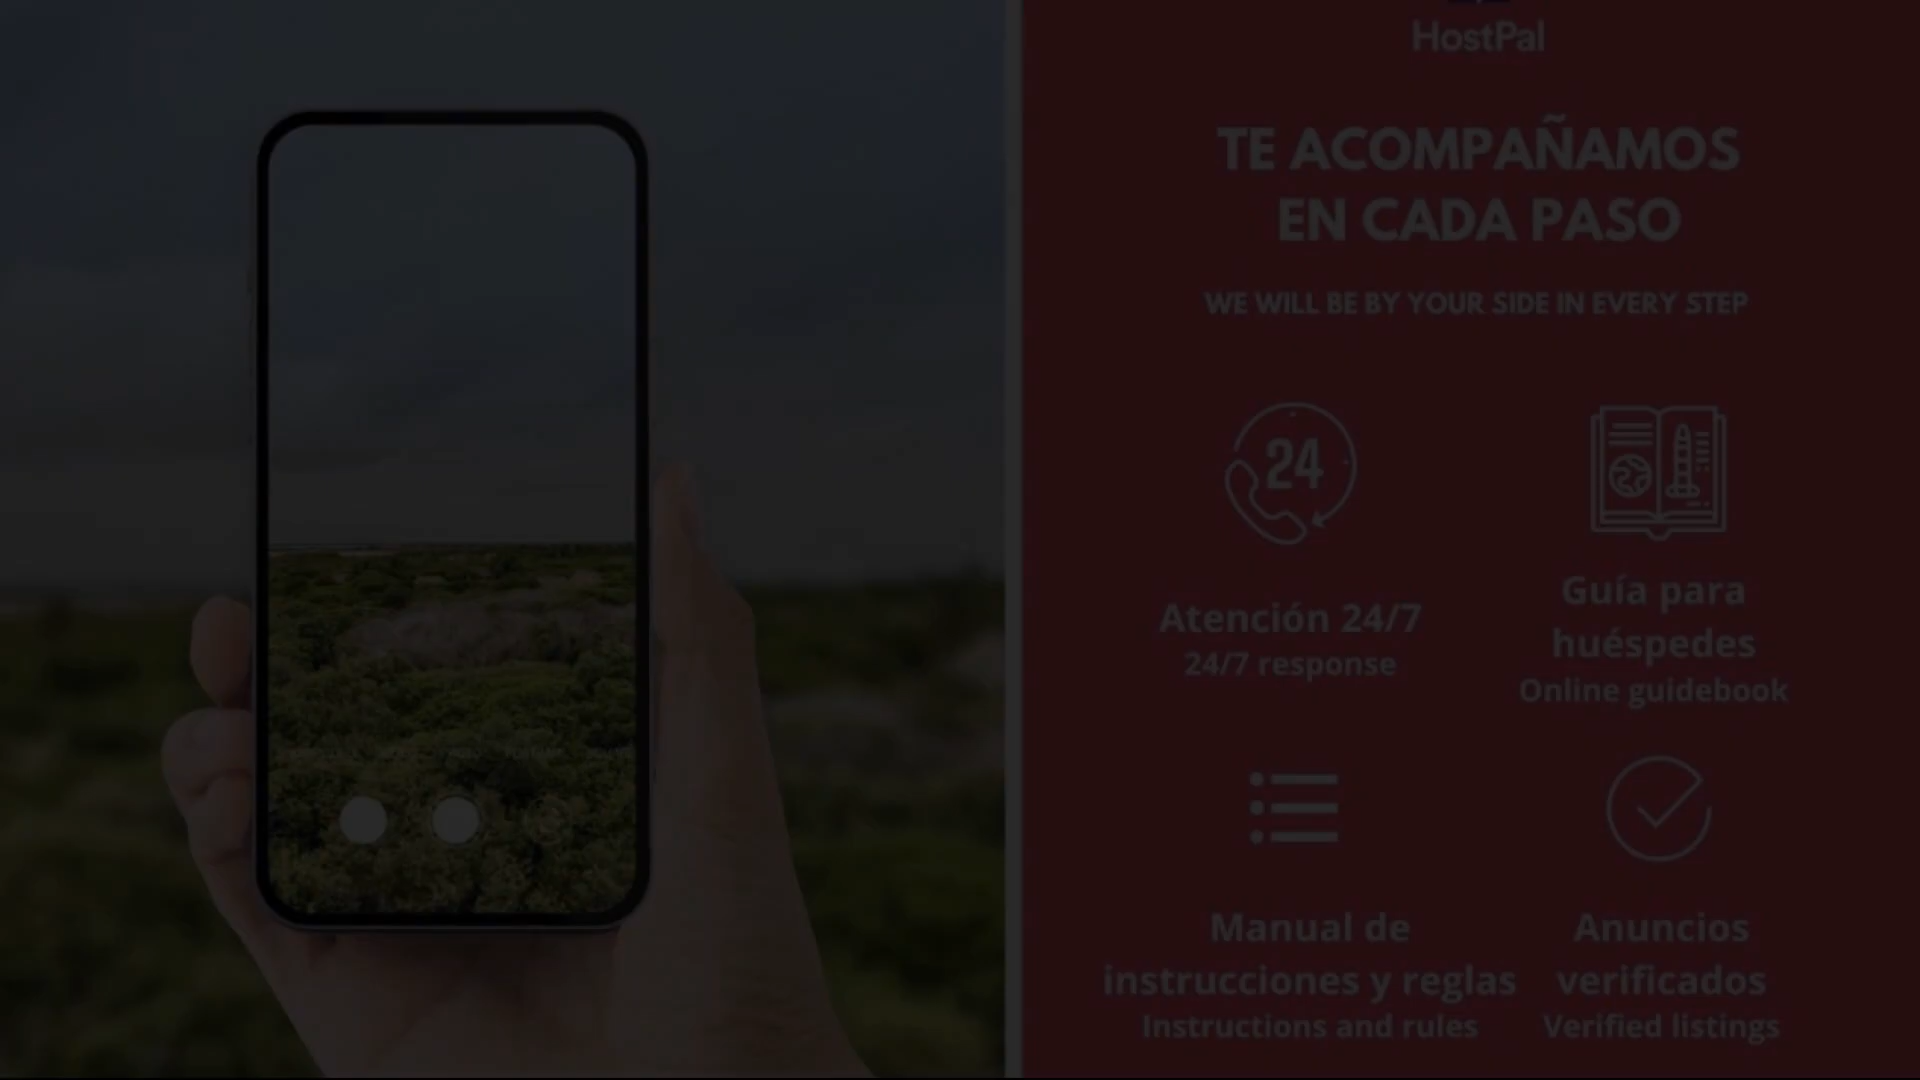 HostPal
TE ACOMPAÑAMOS
EN CADA PASO
WE WILL BE BY YOUR SIDE IN EVERY STEP
24
Atención 24/7
24/7 response
Guía para
huéspedes
Online guidebook
Manual de
instrucciones y reglas
Instructions and rules
Anuncios
verificados
Verified listings